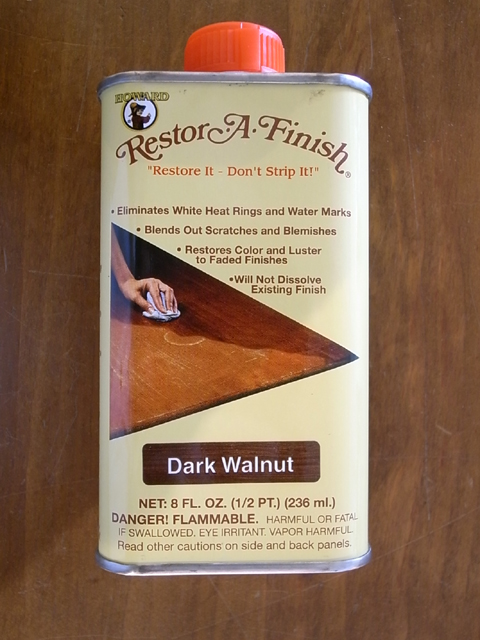 HOWARD
Restor·A·Finish®
"Restore It - Don't Strip It!"
• Eliminates White Heat Rings and Water Marks
• Blends Out Scratches and Blemishes
• Restores Color and Luster
to Faded Finishes
•Will Not Dissolve
Existing Finish
Dark Walnut
NET: 8 FL. OZ. (1/2 PT.) (236 ml.)
DANGER! FLAMMABLE. HARMFUL OR FATAL
IF SWALLOWED. EYE IRRITANT. VAPOR HARMFUL.
Read other cautions on side and back panels.